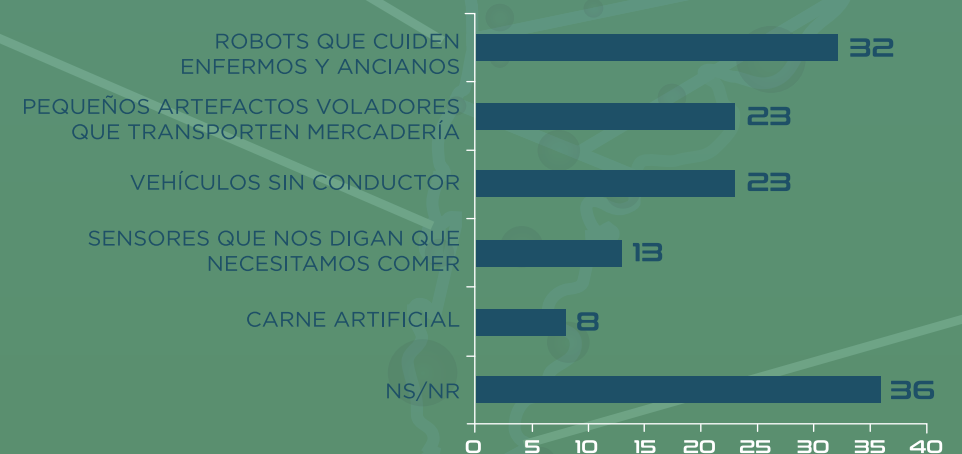 ROBOTS QUE CUIDEN
ENFERMOS Y ANCIANOS
32
PEQUEÑOS ARTEFACTOS VOLADORES
QUE TRANSPORTEN MERCADERÍA
23
VEHÍCULOS SIN CONDUCTOR
23
SENSORES QUE NOS DIGAN QUE
NECESITAMOS COMER
13
CARNE ARTIFICIAL
8
NS/NR
36
0 5 10 15 20 25 30 35 40